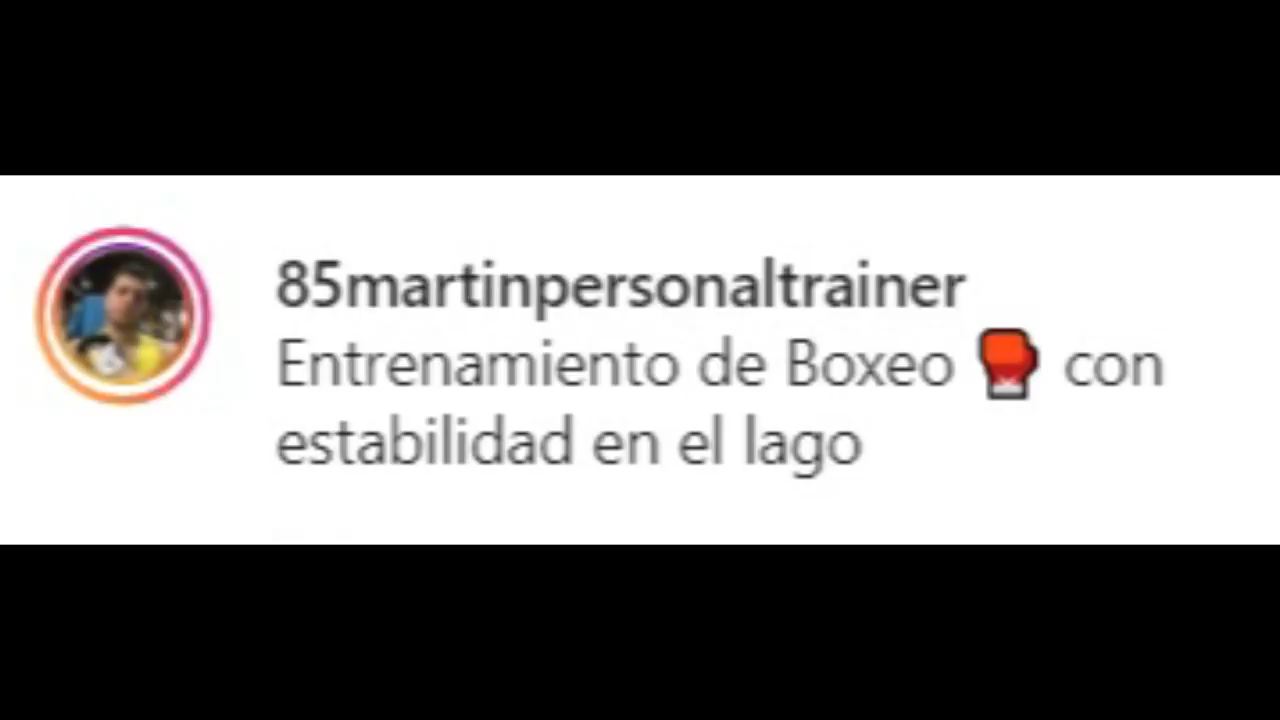 85martinpersonaltrainer
Entrenamiento de Boxeo 🥊 con
estabilidad en el lago